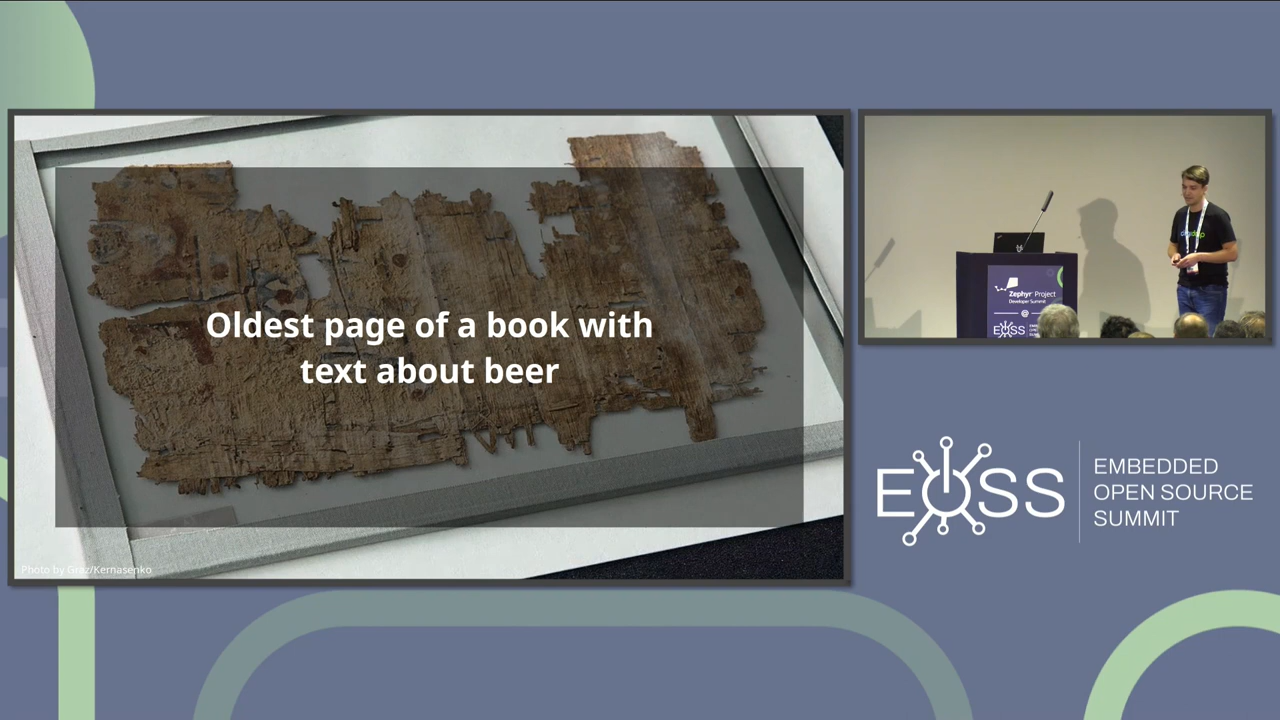 Oldest page of a book with
text about beer
Photo by Graz/Kernasenko
Zephyr Project
Developer Summit
@
EOSS
EOSS
EMBEDDED
OPEN SOURCE
SUMMIT